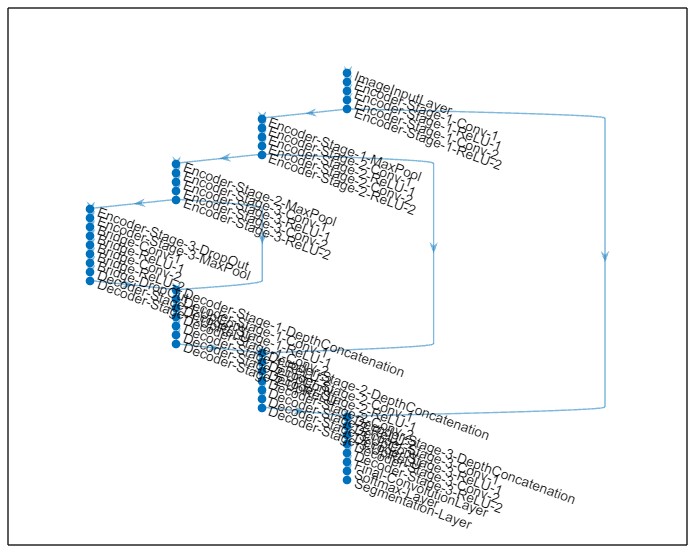 ImageInputLayer
Encoder-Stage-1-Conv-1
Encoder-Stage-1-ReLU-1
Encoder-Stage-1-Conv-2
Encoder-Stage-1-ReLU-2
Encoder-Stage-1-MaxPool
Encoder-Stage-2-Conv-1
Encoder-Stage-2-ReLU-1
Encoder-Stage-2-Conv-2
Encoder-Stage-2-ReLU-2
Encoder-Stage-2-MaxPool
Encoder-Stage-3-Conv-1
Encoder-Stage-3-ReLU-1
Encoder-Stage-3-Conv-2
Encoder-Stage-3-ReLU-2
Encoder-Stage-3-DropOut
Encoder-Stage-3-MaxPool
Bridge-Conv-1
Bridge-ReLU-1
Bridge-Conv-2
Bridge-ReLU-2
Bridge-DropOut
Decoder-Stage-1-DepthConcatenation
Decoder-Stage-1-Conv-1
Decoder-Stage-1-ReLU-1
Decoder-Stage-2-DepthConcatenation
Decoder-Stage-2-Conv-1
Decoder-Stage-2-ReLU-1
Decoder-Stage-3-DepthConcatenation
Decoder-Stage-3-Conv-1
Decoder-Stage-3-ReLU-1
Decoder-Stage-3-Conv-2
Decoder-Stage-3-ReLU-2
Final-ConvolutionLayer
Softmax-Layer
Segmentation-Layer